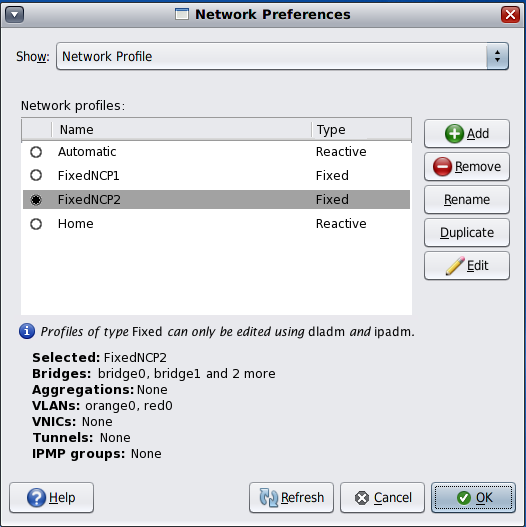 Network Preferences
Show: Network Profile
Network profiles:
Name Type
Automatic Reactive
FixedNCP1 Fixed
FixedNCP2 Fixed
Home Reactive
Add
Remove
Rename
Duplicate
Edit
Profiles of type Fixed can only be edited using dladm and ipadm.
Selected: FixedNCP2
Bridges: bridge0, bridge1 and 2 more
Aggregations: None
VLANs: orange0, red0
VNICs: None
Tunnels: None
IPMP groups: None
Help Refresh Cancel OK